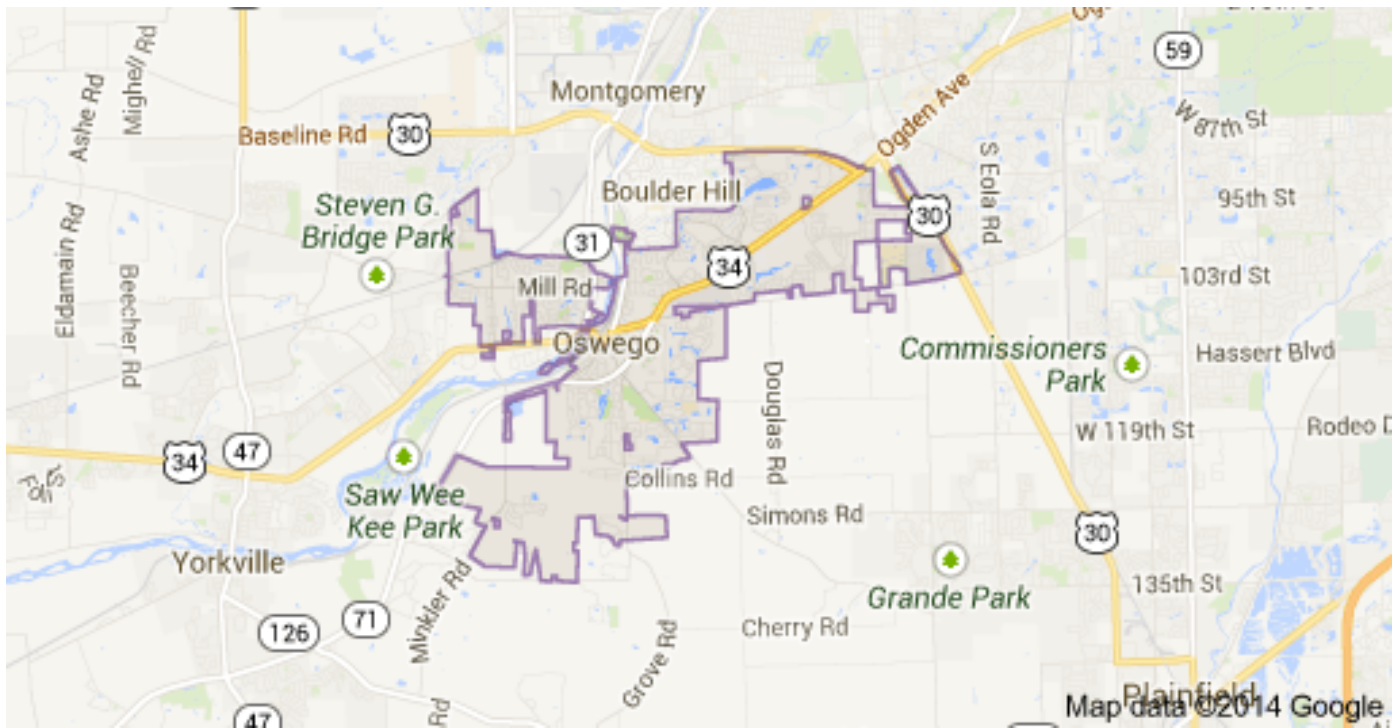 Montgomery
Baseline Rd
30
Ogden Ave
59
W 87th St
Mighell Rd
Ashe Rd
S Eola Rd
95th St
Boulder Hill
Steven G.
Bridge Park
30
31
34
103rd St
Eldamain Rd
Beecher Rd
Mill Rd
Oswego
Commissioners
Park
Hassert Blvd
Douglas Rd
W 119th St
Rodeo D
47
34
Collins Rd
Saw Wee
Kee Park
Simons Rd
30
Yorkville
Grande Park
135th St
Minkler Rd
71
126
Cherry Rd
Grove Rd
Rd
47
Plainfield
Map data ©2014 Google